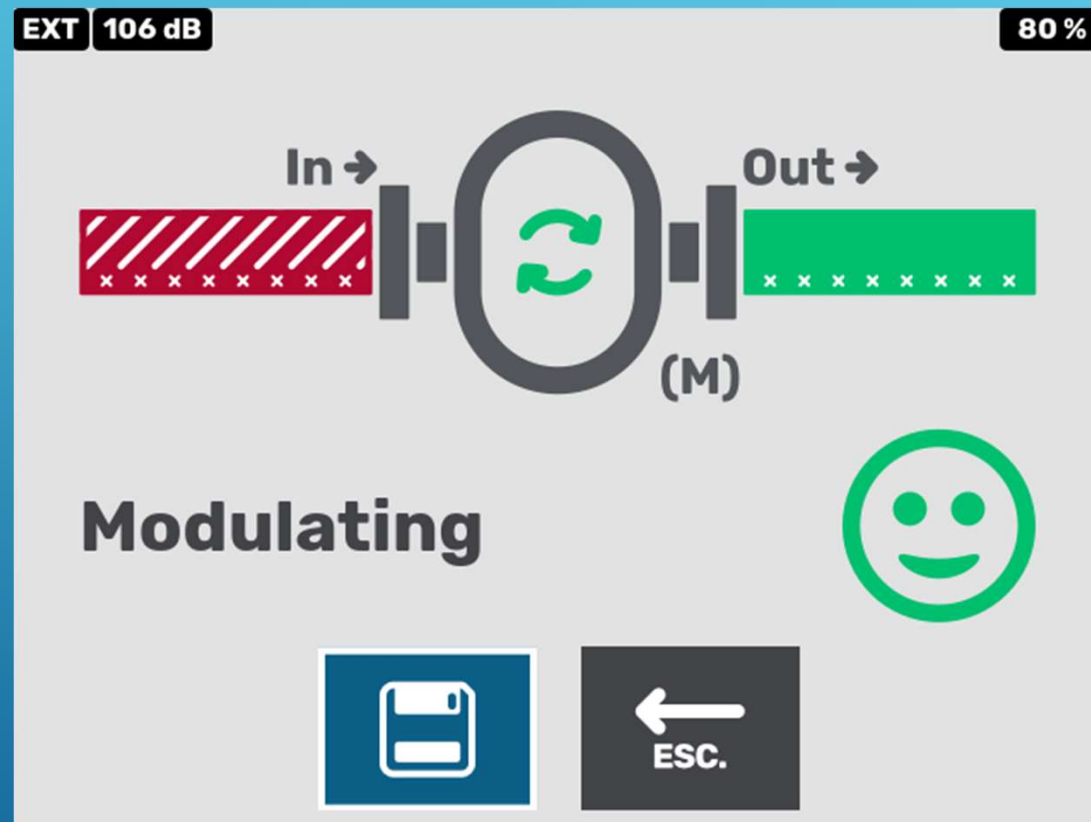 EXT 106 dB 80 %
In → Out →
× × × × × × × × × × × × × × × ×
(M)
Modulating
ESC.